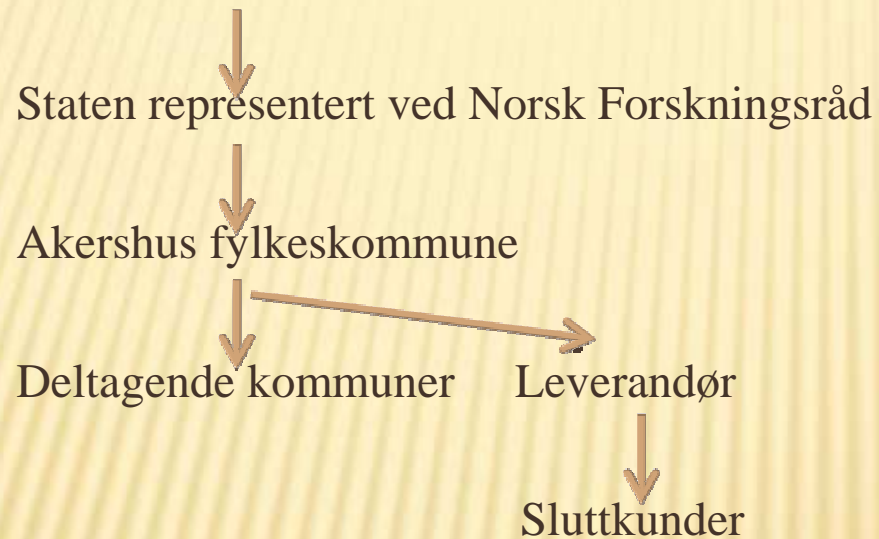 Staten representert ved Norsk Forskningsråd
Akershus fylkeskommune
Deltagende kommuner Leverandør
Sluttkunder